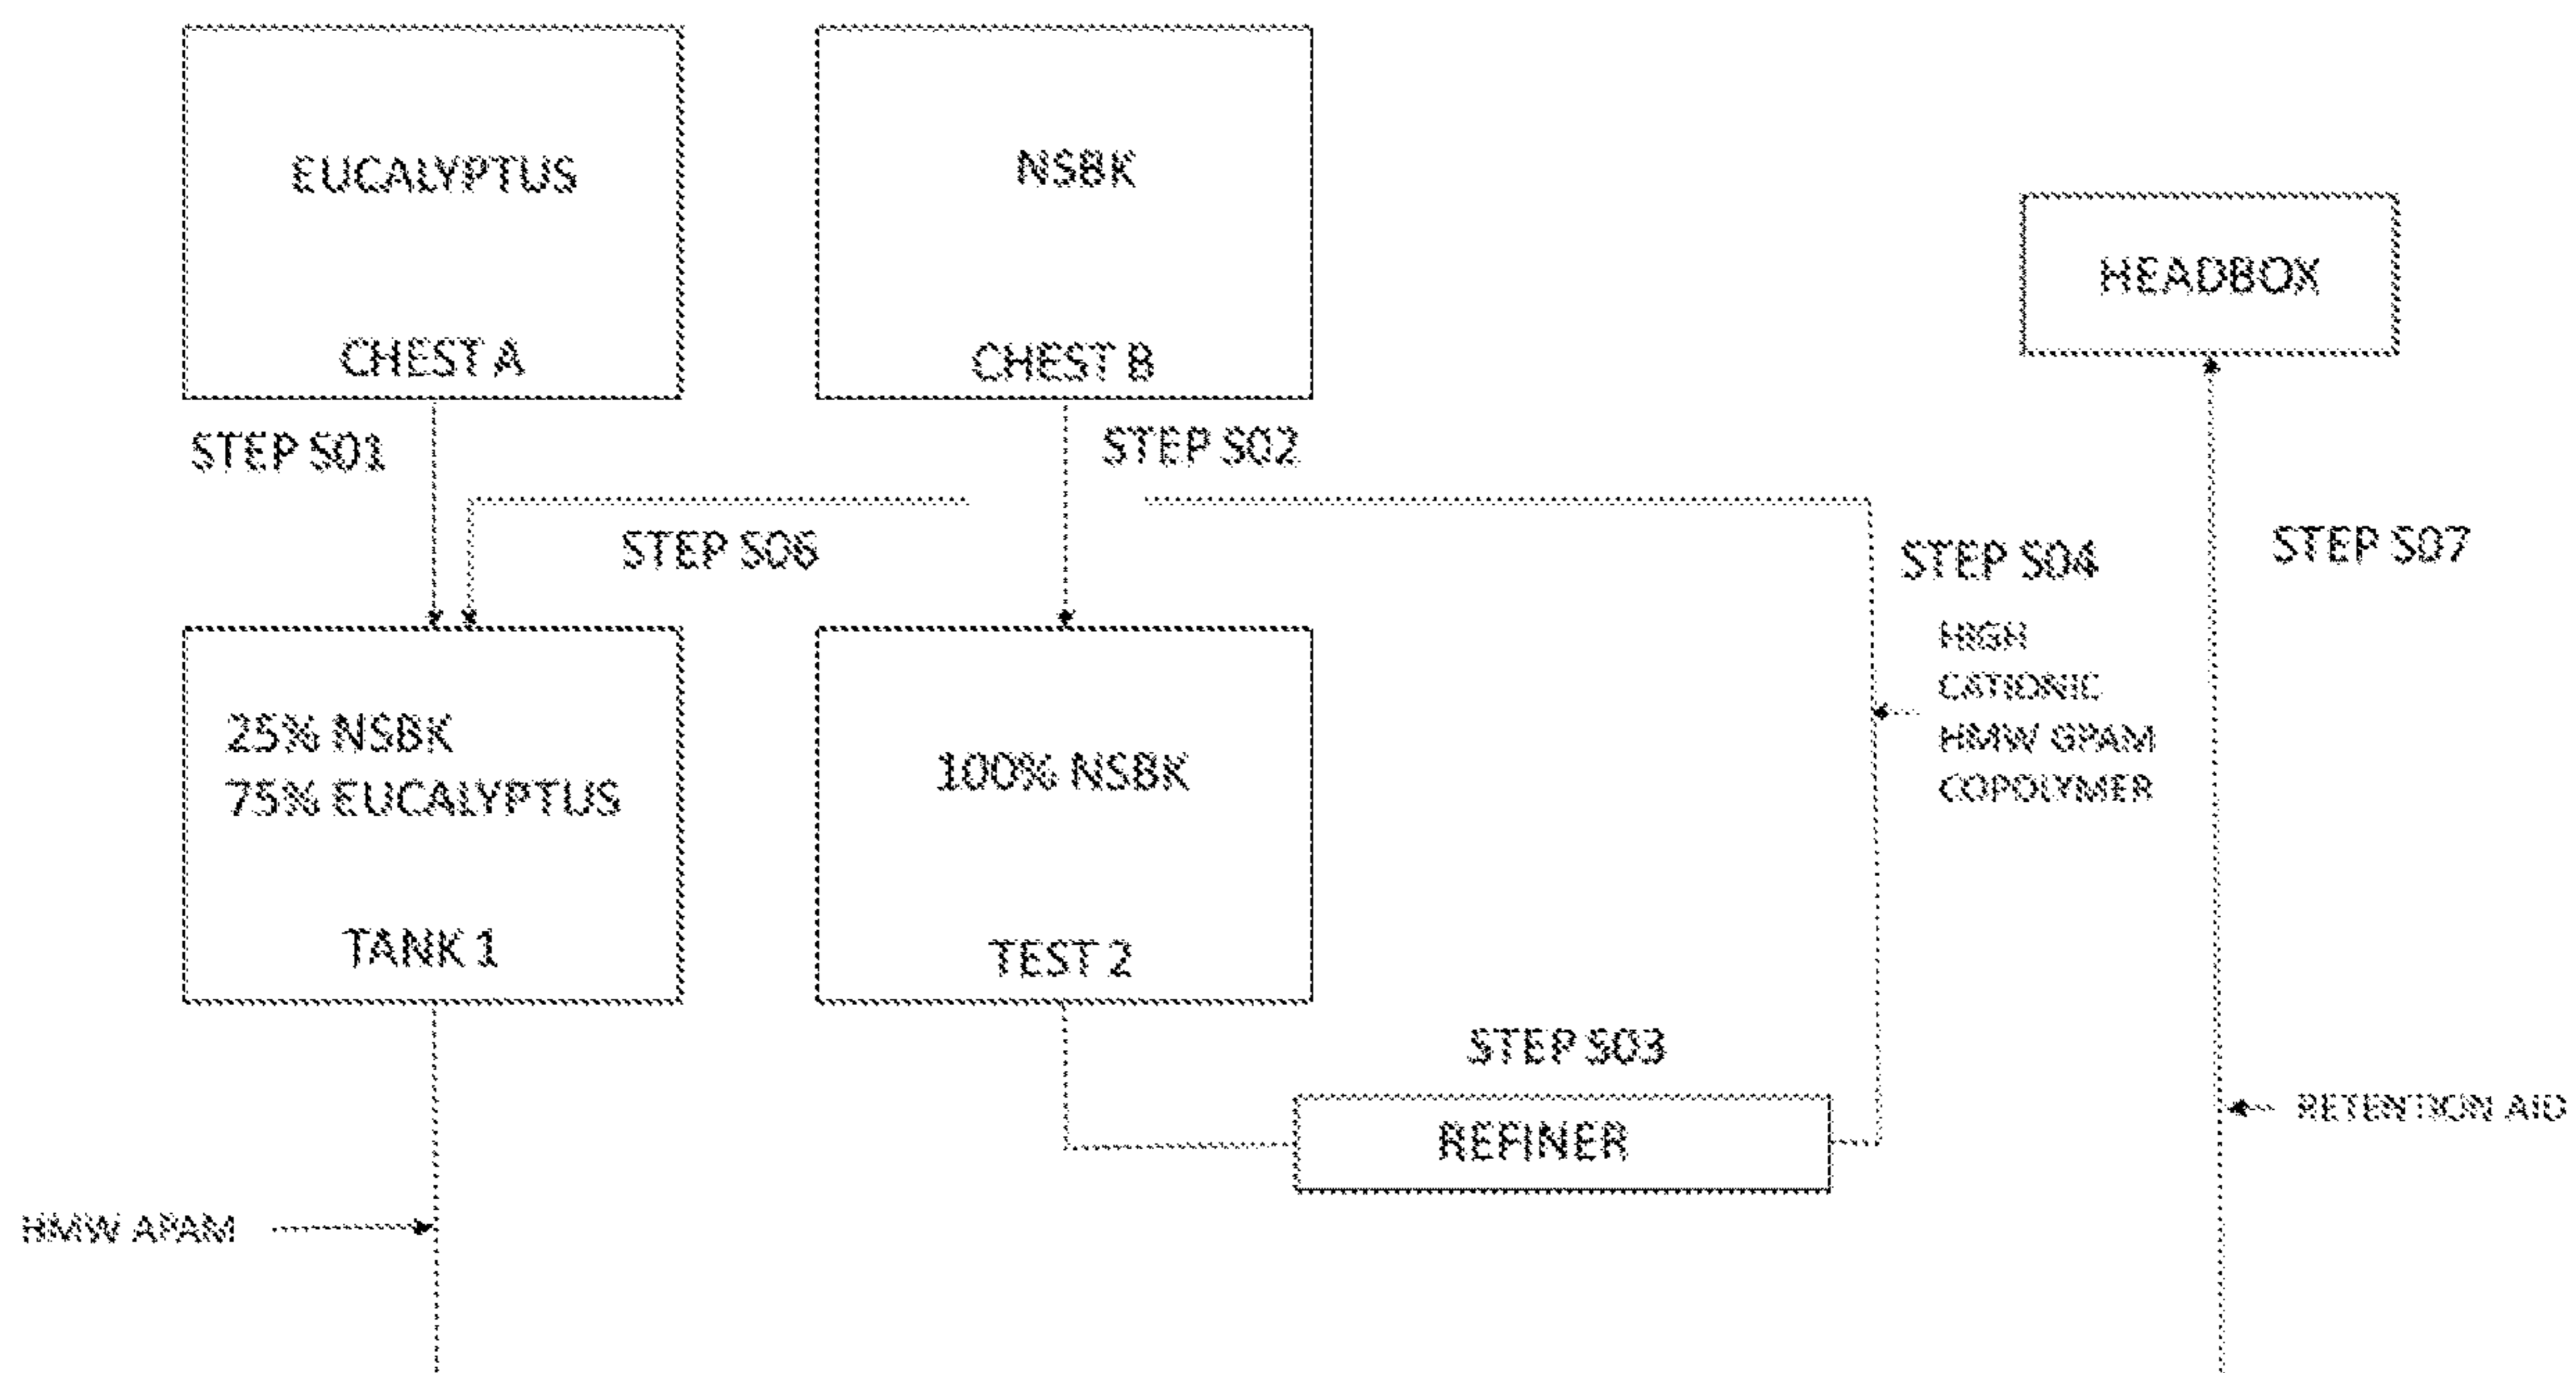 EUCALYPTUS
CHEST A
NSBK
CHEST B
HEADBOX
STEP S01
STEP S02
STEP S06
STEP S04
STEP S07
HIGH
CATIONIC
HMW GPAM
COPOLYMER
25% NSBK
75% EUCALYPTUS
TANK 1
100% NSBK
TEST 2
STEP S03
REFINER
RETENTION AID
HMW APAM